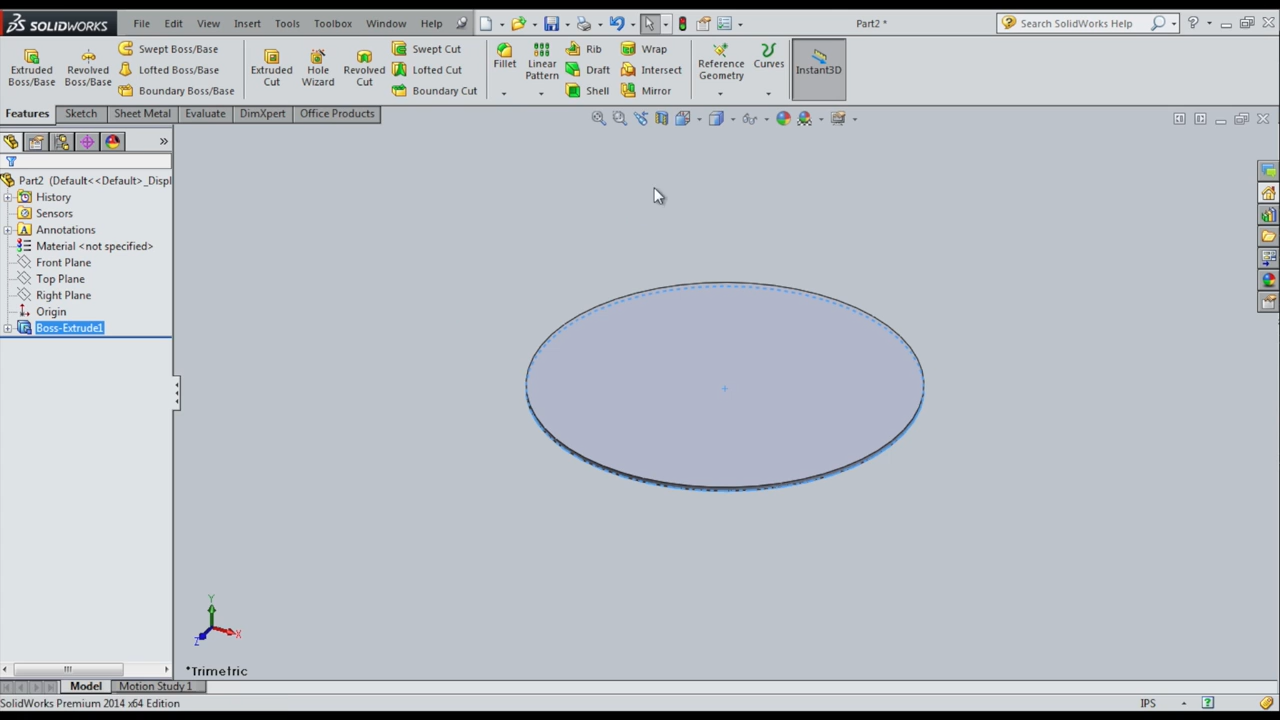 SOLIDWORKS File Edit View Insert Tools Toolbox Window Help Part2 * Search SolidWorks Help
Extruded Boss/Base Revolved Boss/Base Swept Boss/Base Lofted Boss/Base Boundary Boss/Base Extruded Cut Hole Wizard Revolved Cut Swept Cut Lofted Cut Boundary Cut Fillet Linear Pattern Rib Draft Shell Wrap Intersect Mirror Reference Geometry Curves Instant3D
Features Sketch Sheet Metal Evaluate DimXpert Office Products
Part2 (Default<<Default>_Displ
History
Sensors
Annotations
Material <not specified>
Front Plane
Top Plane
Right Plane
Origin
Boss-Extrude1
Y
X
Z
*Trimetric
Model Motion Study 1
SolidWorks Premium 2014 x64 Edition IPS